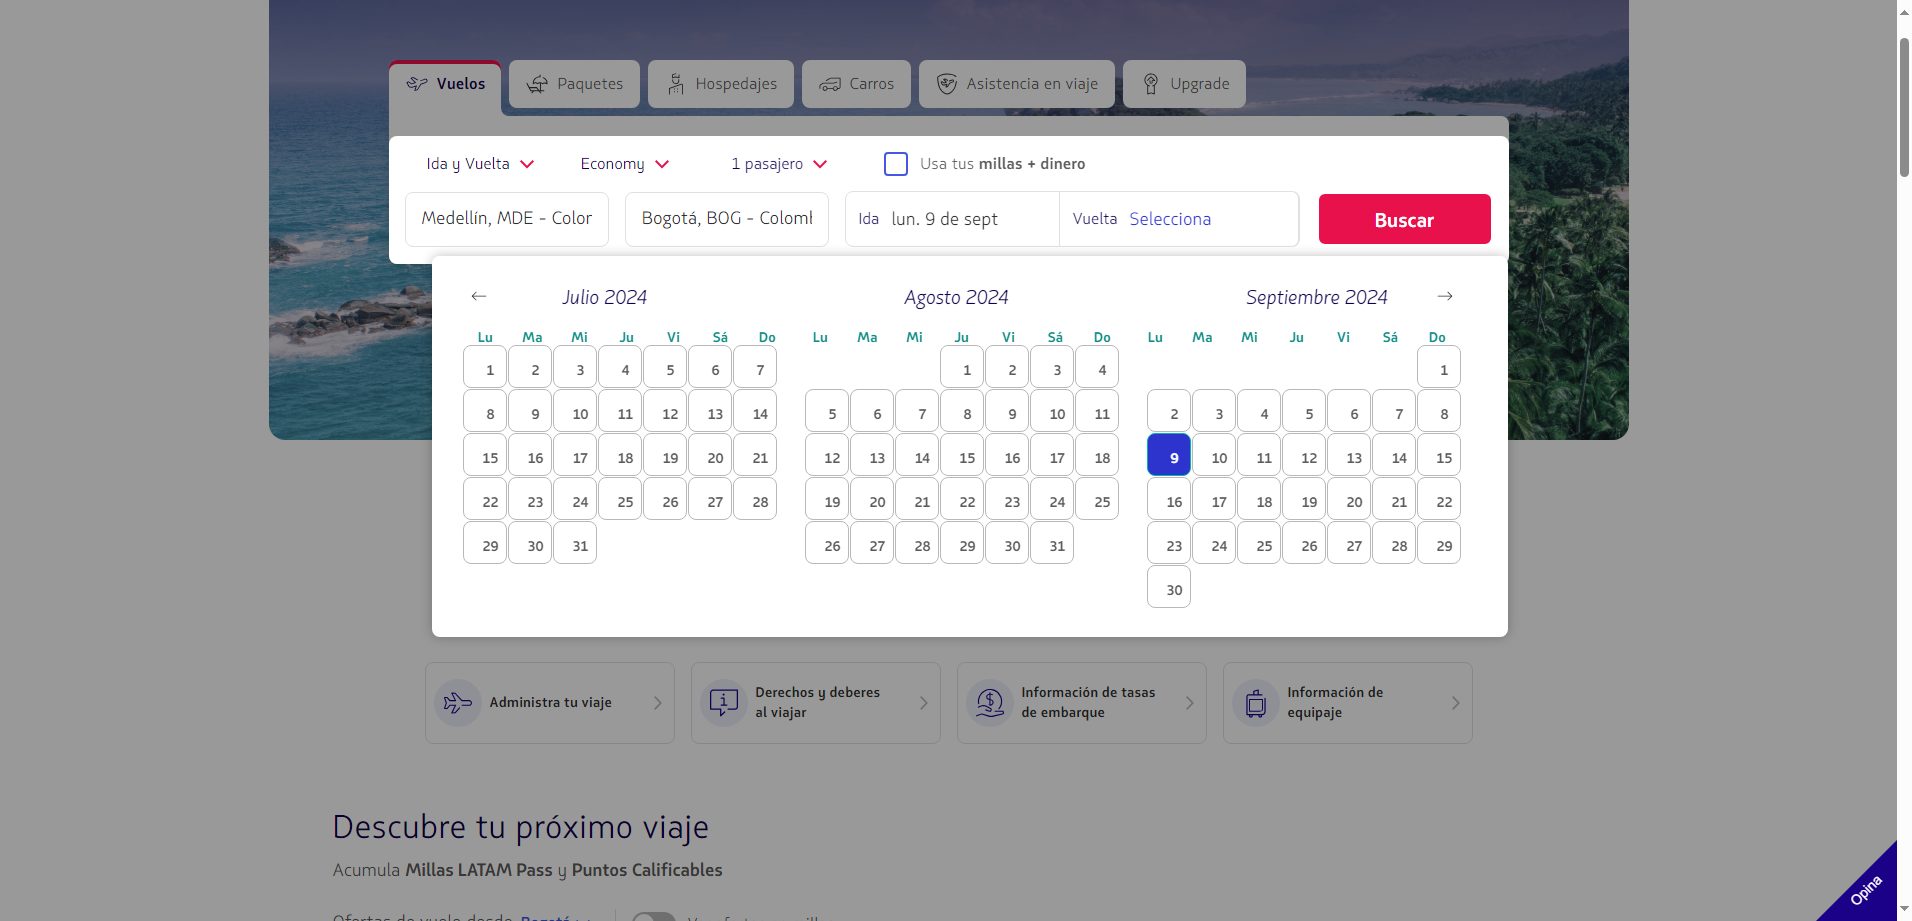 Vuelos
Paquetes
Hospedajes
Carros
Asistencia en viaje
Upgrade
Ida y Vuelta
Economy
1 pasajero
Usa tus millas + dinero
Medellín, MDE - Color
Bogotá, BOG - Colom
Ida lun. 9 de sept
Vuelta Selecciona
Buscar
Julio 2024
Lu Ma Mi Ju Vi Sá Do
1 2 3 4 5 6 7
8 9 10 11 12 13 14
15 16 17 18 19 20 21
22 23 24 25 26 27 28
29 30 31
Agosto 2024
Lu Ma Mi Ju Vi Sá Do
1 2 3 4
5 6 7 8 9 10 11
12 13 14 15 16 17 18
19 20 21 22 23 24 25
26 27 28 29 30 31
Septiembre 2024
Lu Ma Mi Ju Vi Sá Do
1
2 3 4 5 6 7 8
9 10 11 12 13 14 15
16 17 18 19 20 21 22
23 24 25 26 27 28 29
30
Administra tu viaje
Derechos y deberes
al viajar
Información de tasas
de embarque
Información de
equipaje
Descubre tu próximo viaje
Acumula Millas LATAM Pass y Puntos Calificables
Ofertas de vuelo desde Bogotá
Opina